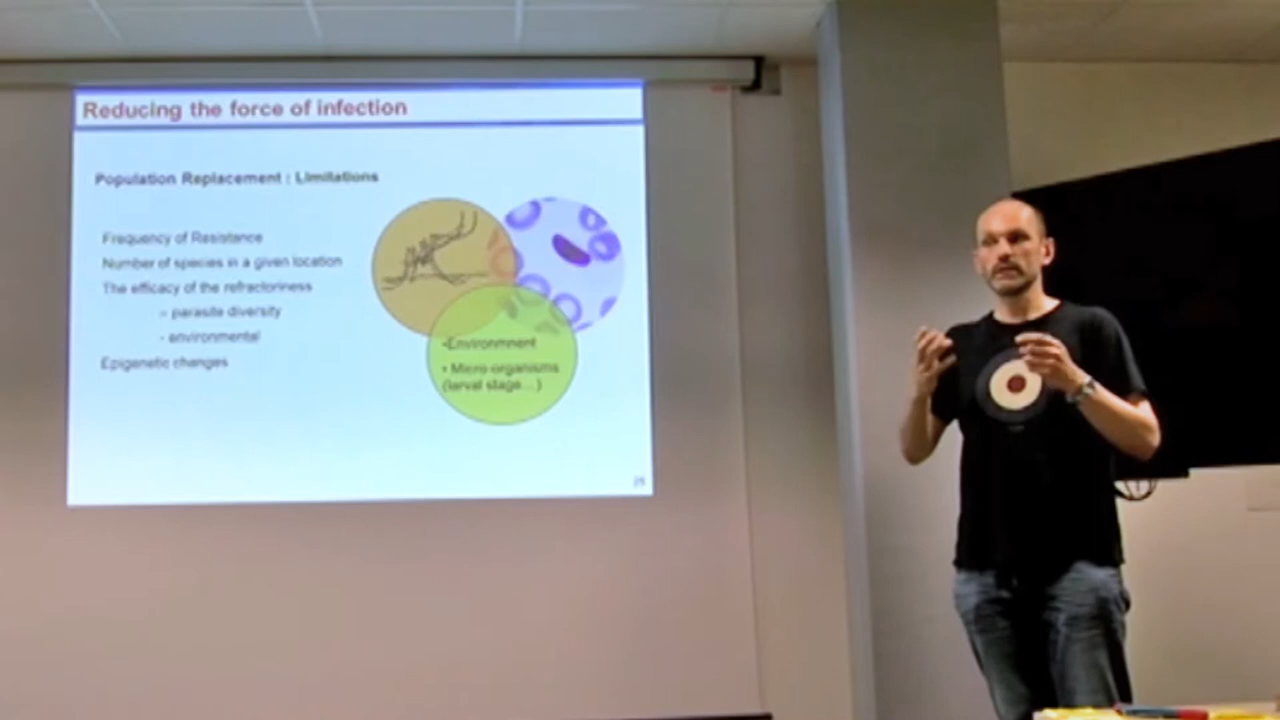 Reducing the force of infection
Population Replacement : Limitations
Frequency of Resistance
Number of species in a given location
The efficacy of the refractoriness
- parasite diversity
- environmental
Epigenetic changes
•Environmnent
• Micro organisms
(larval stage…)